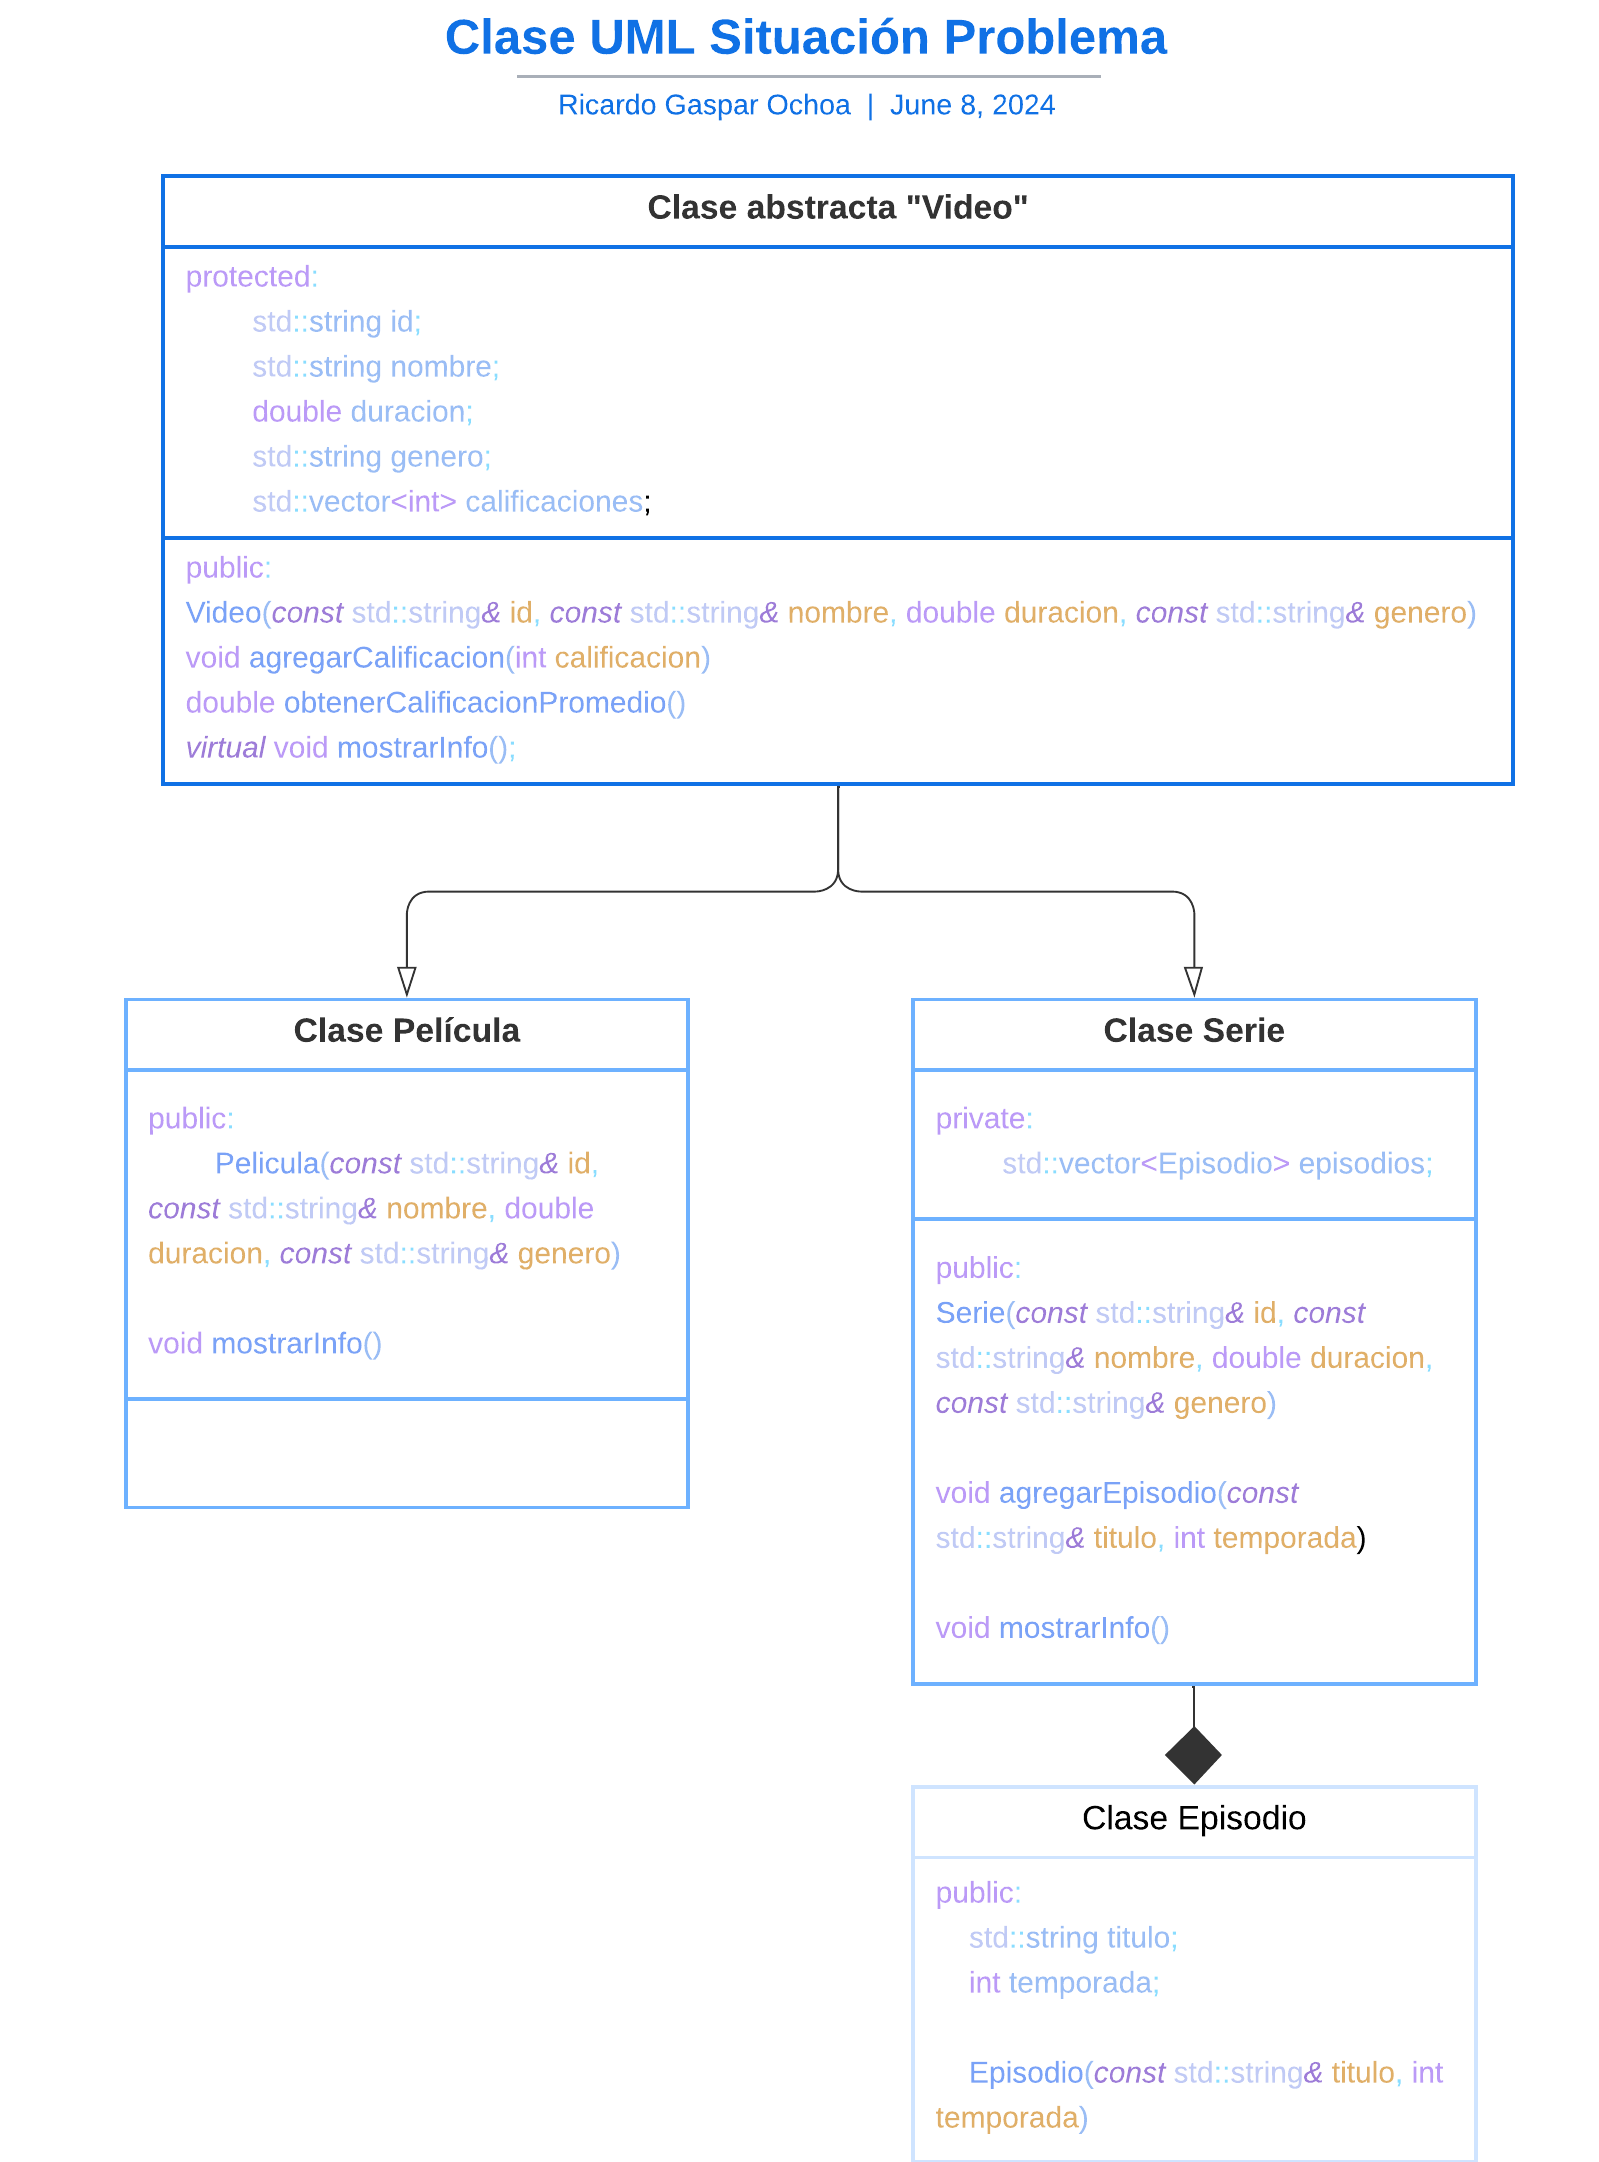 Clase UML Situación Problema
Ricardo Gaspar Ochoa | June 8, 2024
Clase abstracta "Video"
protected:
std::string id;
std::string nombre;
double duracion;
std::string genero;
std::vector<int> calificaciones;
public:
Video(const std::string& id, const std::string& nombre, double duracion, const std::string& genero)
void agregarCalificacion(int calificacion)
double obtenerCalificacionPromedio()
virtual void mostrarInfo();
Clase Película
public:
Pelicula(const std::string& id,
const std::string& nombre, double
duracion, const std::string& genero)
void mostrarInfo()
Clase Serie
private:
std::vector<Episodio> episodios;
public:
Serie(const std::string& id, const
std::string& nombre, double duracion,
const std::string& genero)
void agregarEpisodio(const
std::string& titulo, int temporada)
void mostrarInfo()
Clase Episodio
public:
std::string titulo;
int temporada;
Episodio(const std::string& titulo, int
temporada)